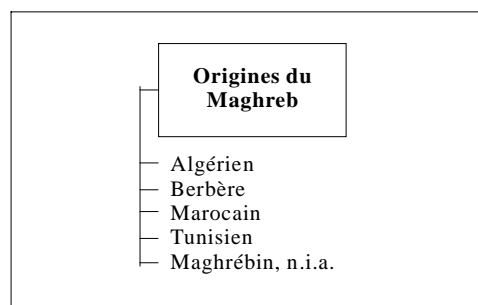 Origines du
Maghreb
Algérien
Berbère
Marocain
Tunisien
Maghrébin, n.i.a.